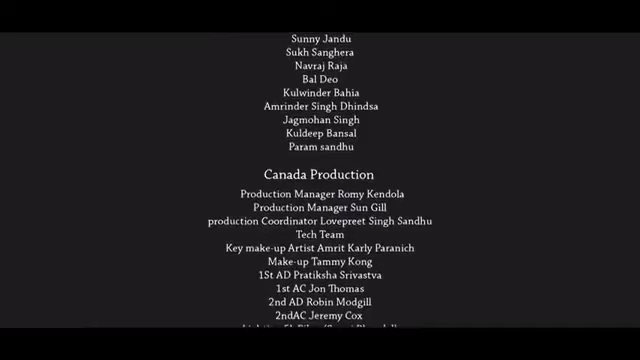 Sunny Jandu
Sukh Sanghera
Navraj Raja
Bal Deo
Kulwinder Bahia
Amrinder Singh Dhindsa
Jagmohan Singh
Kuldeep Bansal
Param sandhu
Canada Production
Production Manager Romy Kendola
Production Manager Sun Gill
production Coordinator Lovepreet Singh Sandhu
Tech Team
Key make-up Artist Amrit Karly Paranich
Make-up Tammy Kong
1St AD Pratiksha Srivastva
1st AC Jon Thomas
2nd AD Robin Modgill
2ndAC Jeremy Cox